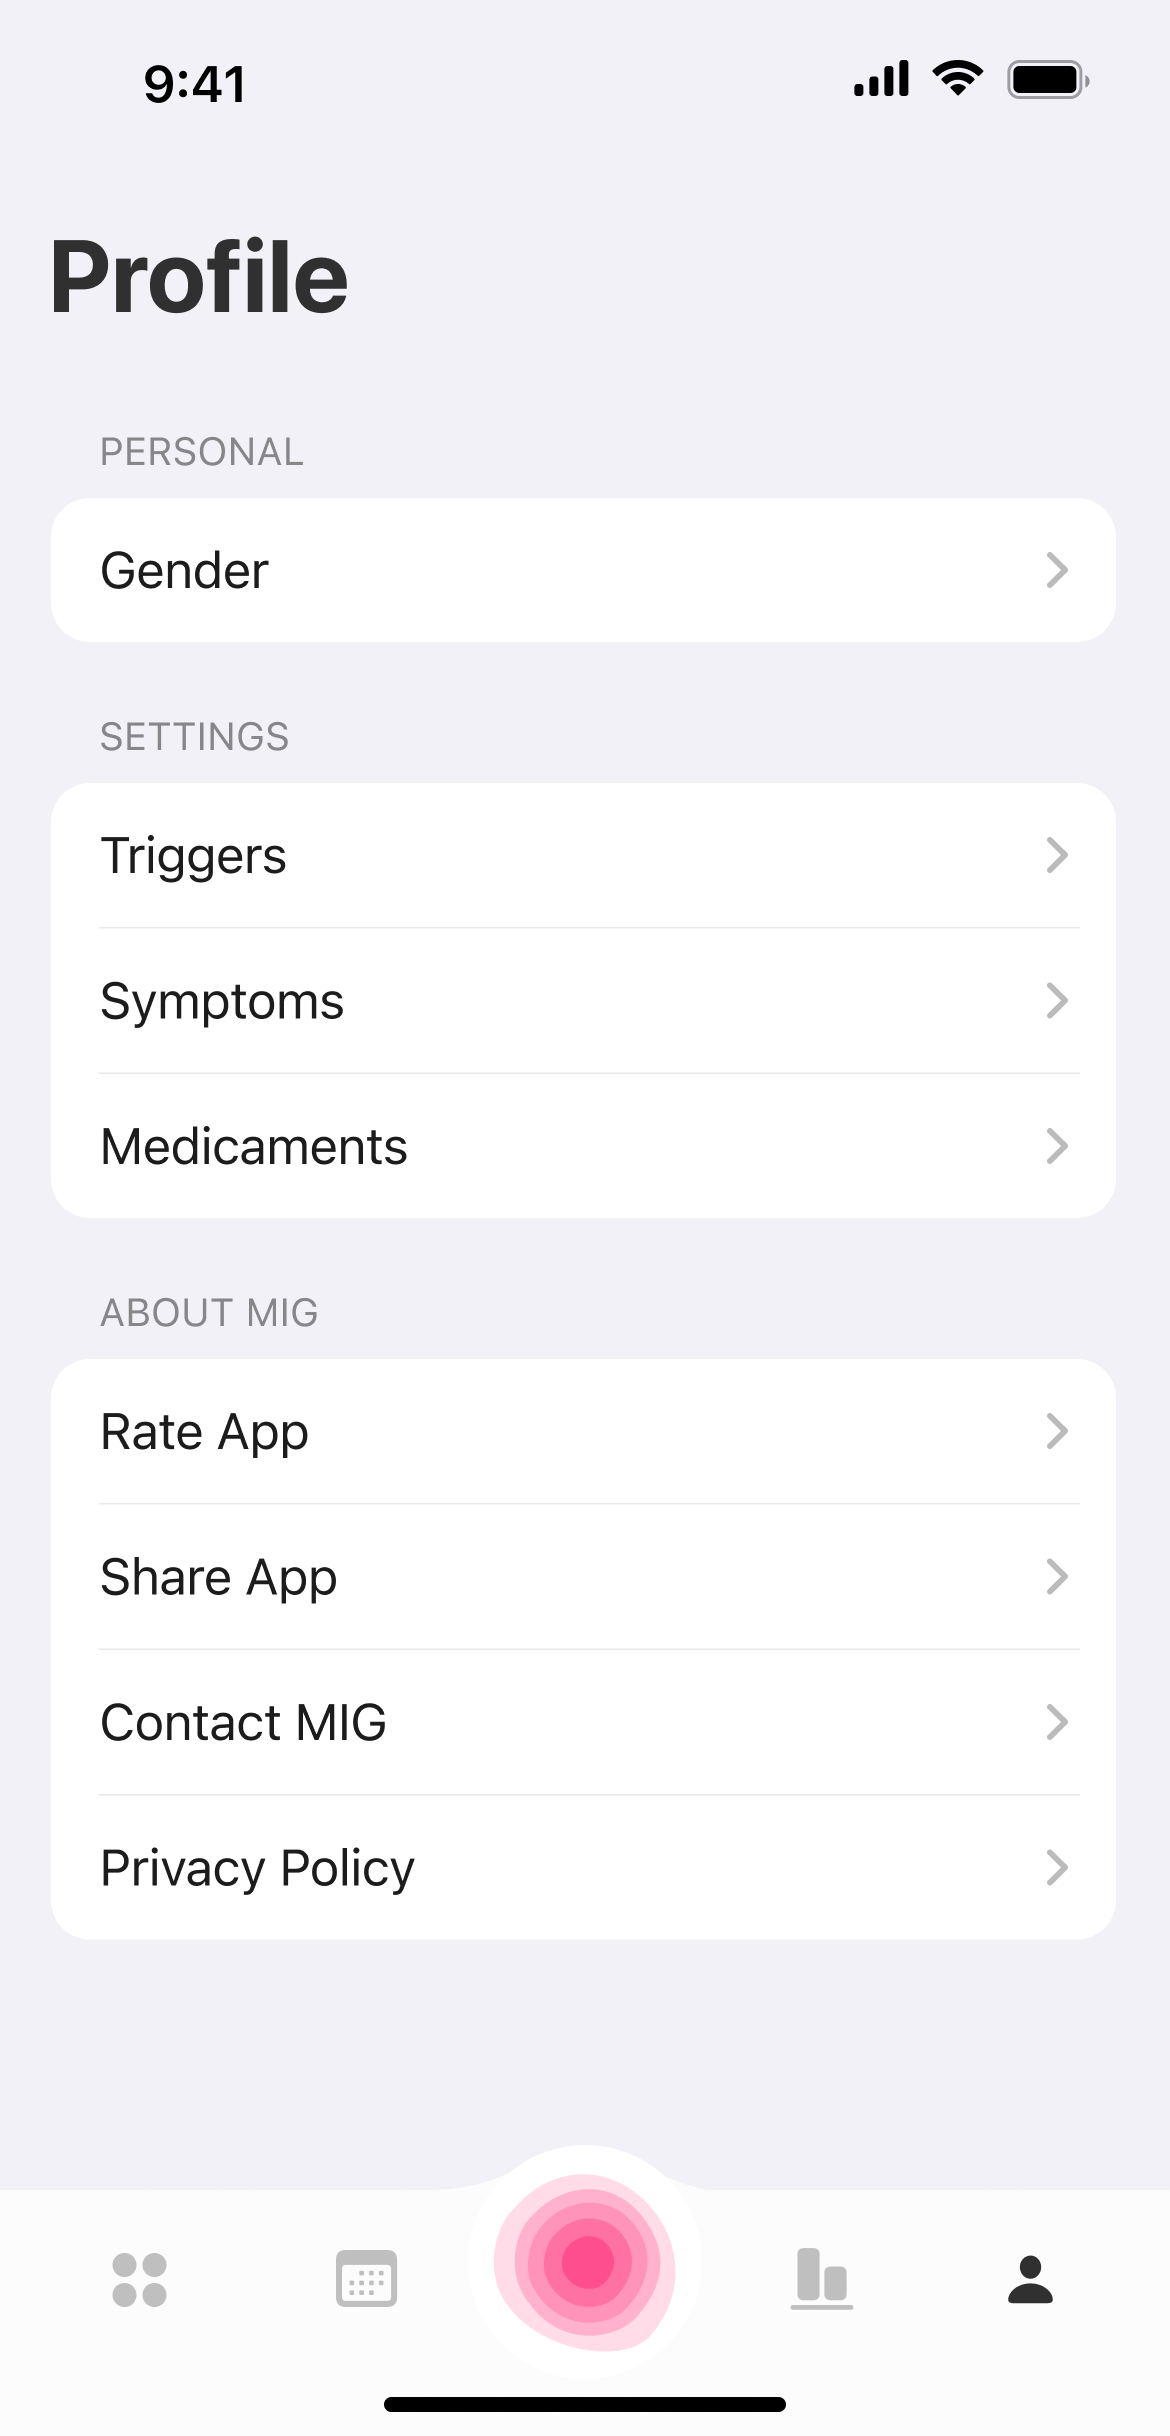 9:41
Profile
PERSONAL
Gender
SETTINGS
Triggers
Symptoms
Medicaments
ABOUT MIG
Rate App
Share App
Contact MIG
Privacy Policy